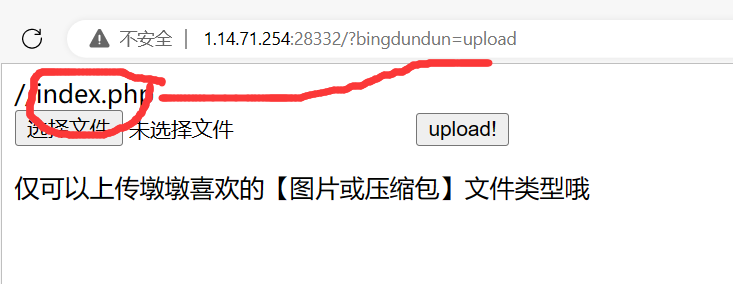 不安全 | 1.14.71.254:28332/?bingdundun=upload
//index.php
选择文件 未选择文件 upload!
仅可以上传墩墩喜欢的【图片或压缩包】文件类型哦